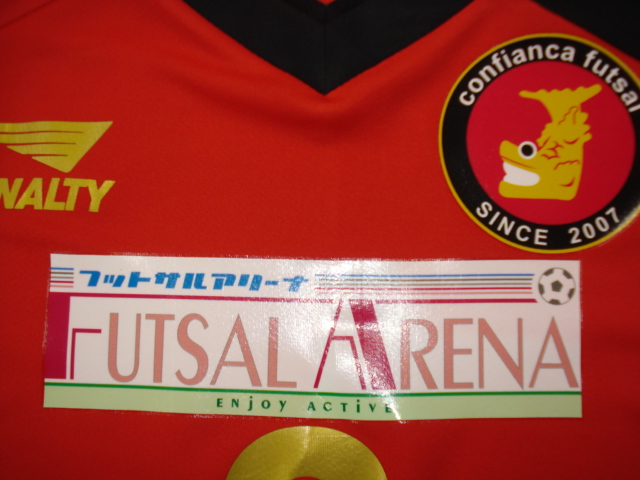 confianca futsal
SINCE 2007
NALTY
フットサルアリーナ
FUTSAL ARENA
ENJOY ACTIVE